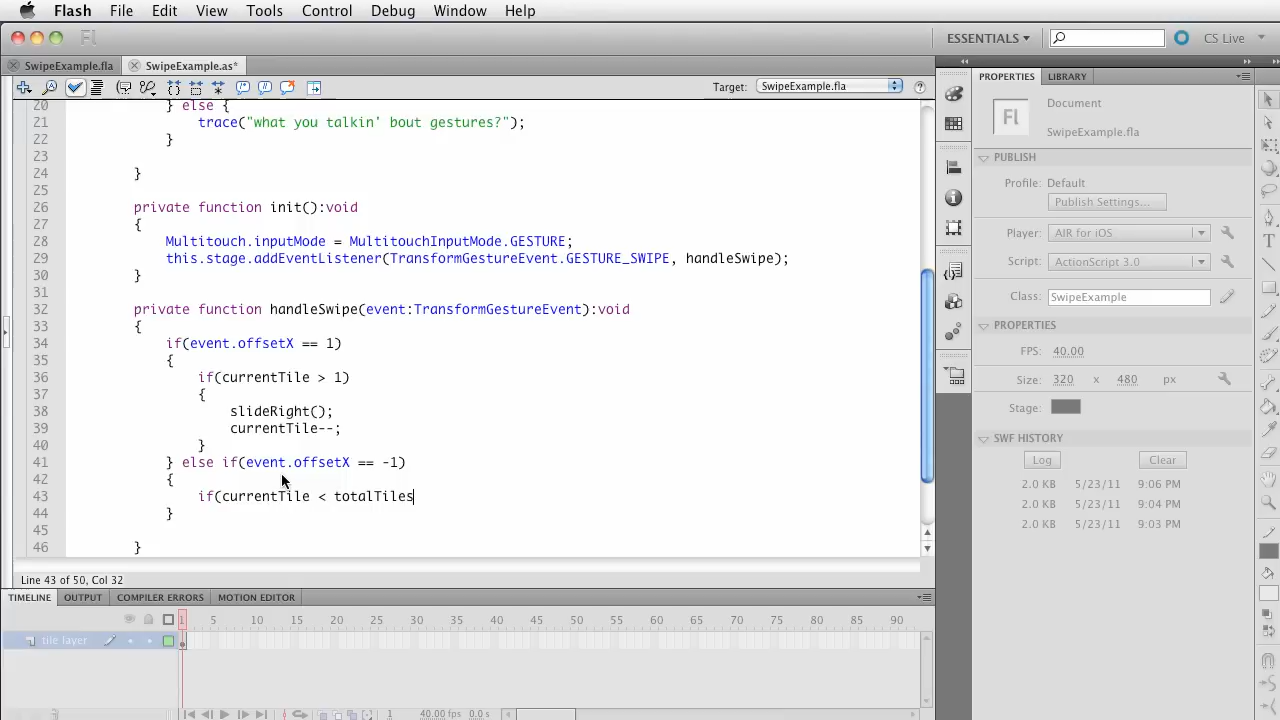 Flash File Edit View Insert Tools Control Debug Window Help
Fl ESSENTIALS CS Live
SwipeExample.fla SwipeExample.as*
Target: SwipeExample.fla
20 } else {
21 trace("what you talkin' bout gestures?");
22 }
23
24 }
25
26 private function init():void
27 {
28 Multitouch.inputMode = MultitouchInputMode.GESTURE;
29 this.stage.addEventListener(TransformGestureEvent.GESTURE_SWIPE, handleSwipe);
30 }
31
32 private function handleSwipe(event:TransformGestureEvent):void
33 {
34 if(event.offsetX == 1)
35 {
36 if(currentTile > 1)
37 {
38 slideRight();
39 currentTile--;
40 }
41 } else if(event.offsetX == -1)
42 {
43 if(currentTile < totalTiles
44 }
45
46 }
Line 43 of 50, Col 32
TIMELINE OUTPUT COMPILER ERRORS MOTION EDITOR
1 5 10 15 20 25 30 35 40 45 50 55 60 65 70 75 80 85 90
tile layer
1 40.00 fps 0.0 s
PROPERTIES LIBRARY
Fl
Document
SwipeExample.fla
PUBLISH
Profile: Default
Publish Settings...
Player: AIR for iOS
Script: ActionScript 3.0
Class: SwipeExample
PROPERTIES
FPS: 40.00
Size: 320 x 480 px
Stage:
SWF HISTORY
Log Clear
2.0 KB 5/23/11 9:06 PM
2.0 KB 5/23/11 9:04 PM
2.0 KB 5/23/11 9:03 PM